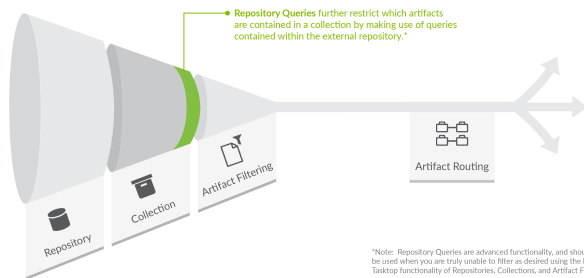 Repository Queries further restrict which artifacts
are contained in a collection by making use of queries
contained within the external repository.*
Repository
Collection
Artifact Filtering
Artifact Routing
*Note: Repository Queries are advanced functionality, and shou
be used when you are truly unable to filter as desired using the
Tasktop functionality of Repositories, Collections, and Artifact F